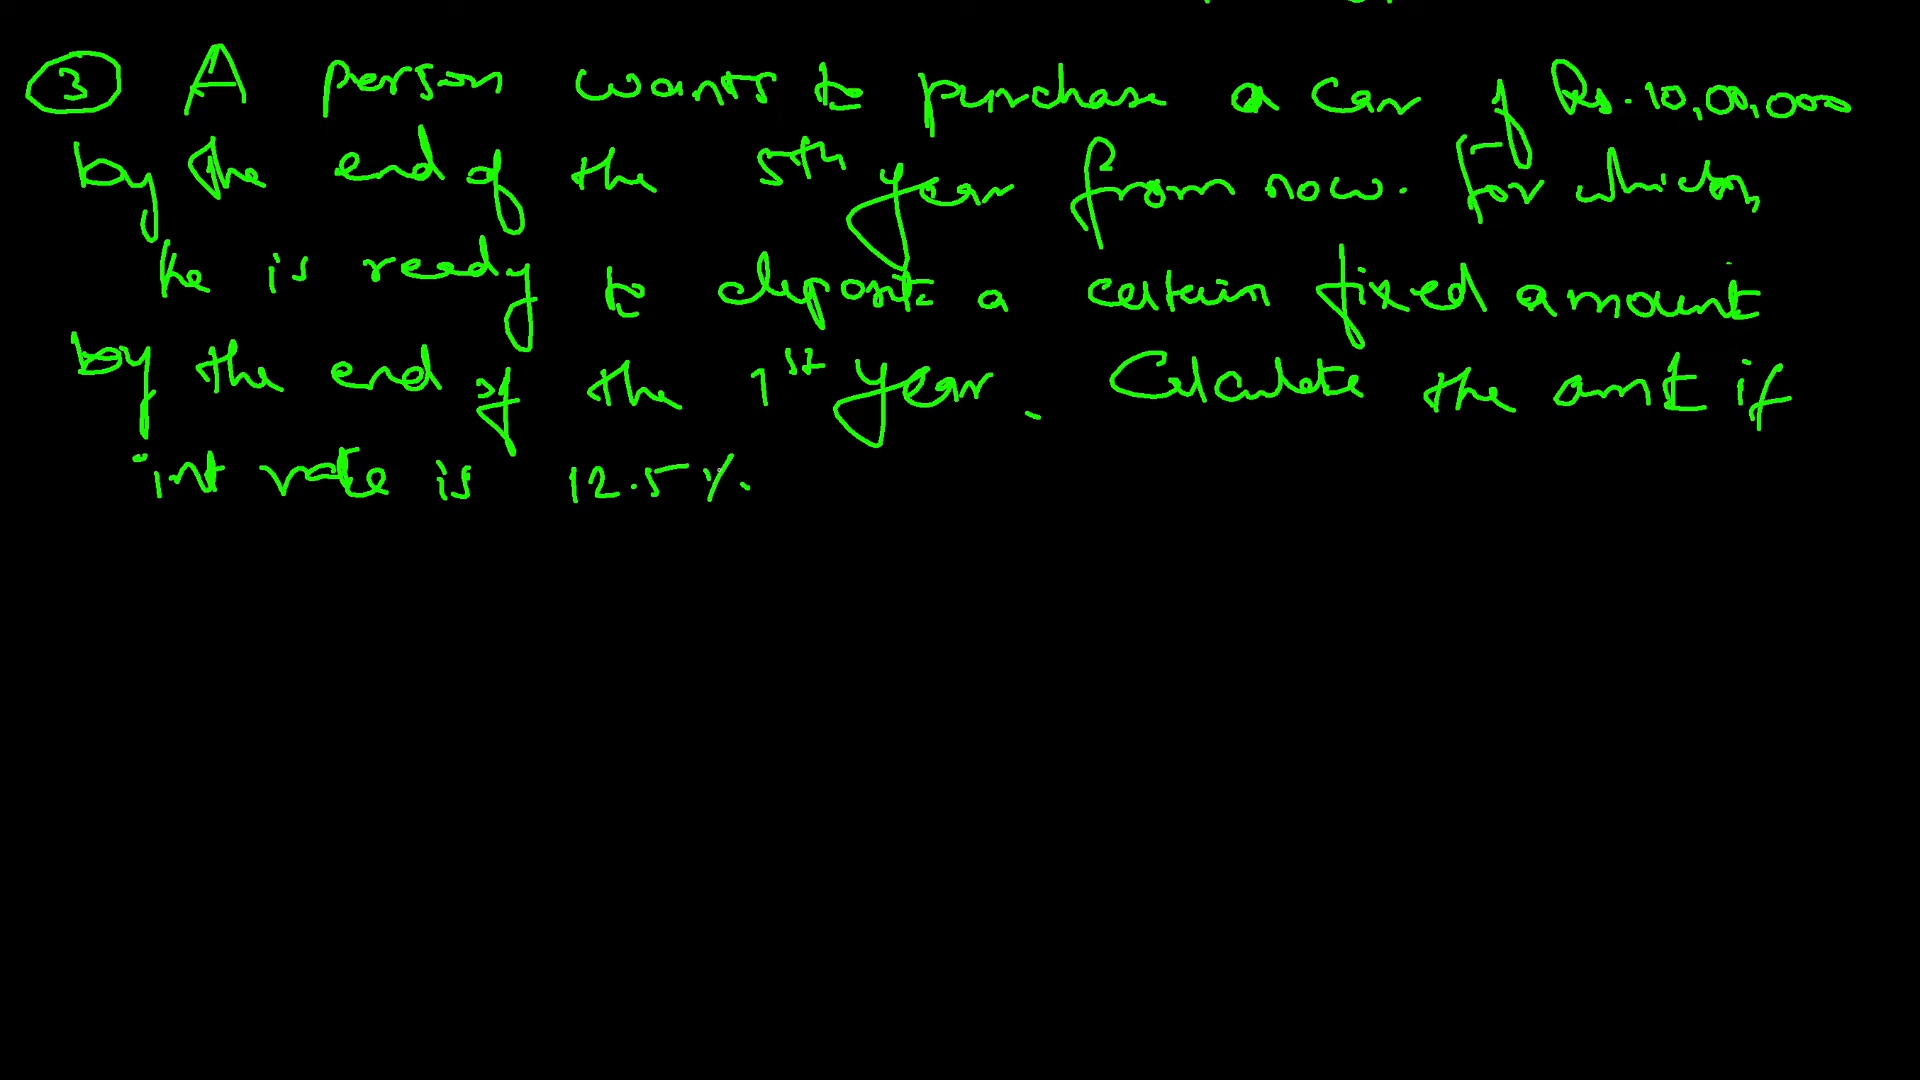 3 A person wants to purchase a car of Rs. 10,00,000
by the end of the 5th year from now. For which,
he is ready to deposit a certain fixed amount
by the end of the 1st year. Calculate the amt if
int rate is 12.5%.